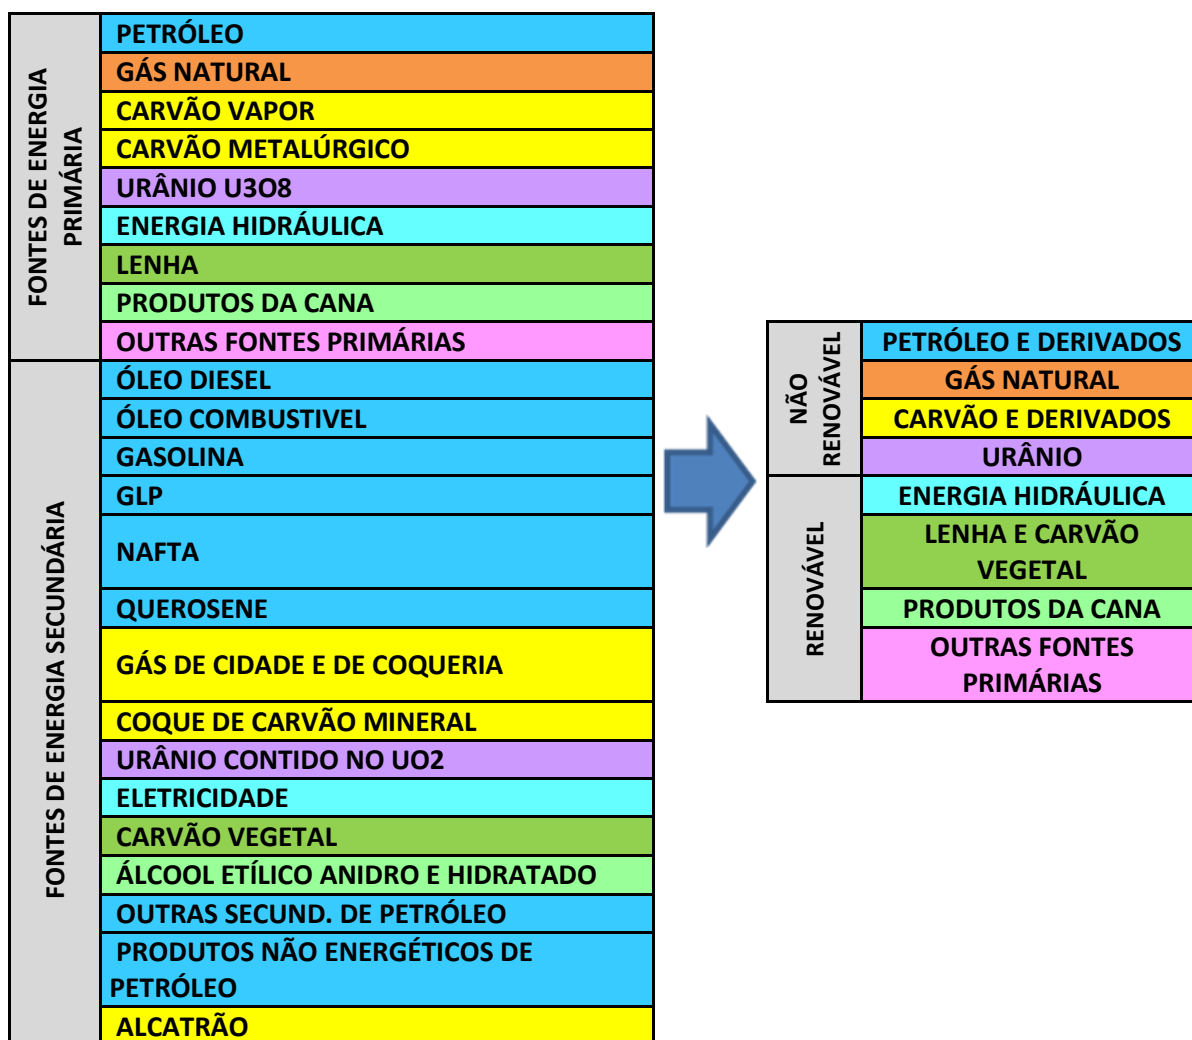 FONTES DE ENERGIA
PRIMÁRIA
PETRÓLEO
GÁS NATURAL
CARVÃO VAPOR
CARVÃO METALÚRGICO
URÂNIO U3O8
ENERGIA HIDRÁULICA
LENHA
PRODUTOS DA CANA
OUTRAS FONTES PRIMÁRIAS
FONTES DE ENERGIA SECUNDÁRIA
ÓLEO DIESEL
ÓLEO COMBUSTIVEL
GASOLINA
GLP
NAFTA
QUEROSENE
GÁS DE CIDADE E DE COQUERIA
COQUE DE CARVÃO MINERAL
URÂNIO CONTIDO NO UO2
ELETRICIDADE
CARVÃO VEGETAL
ÁLCOOL ETÍLICO ANIDRO E HIDRATADO
OUTRAS SECUND. DE PETRÓLEO
PRODUTOS NÃO ENERGÉTICOS DE
PETRÓLEO
ALCATRÃO
NÃO
RENOVÁVEL
PETRÓLEO E DERIVADOS
GÁS NATURAL
CARVÃO E DERIVADOS
URÂNIO
RENOVÁVEL
ENERGIA HIDRÁULICA
LENHA E CARVÃO
VEGETAL
PRODUTOS DA CANA
OUTRAS FONTES
PRIMÁRIAS